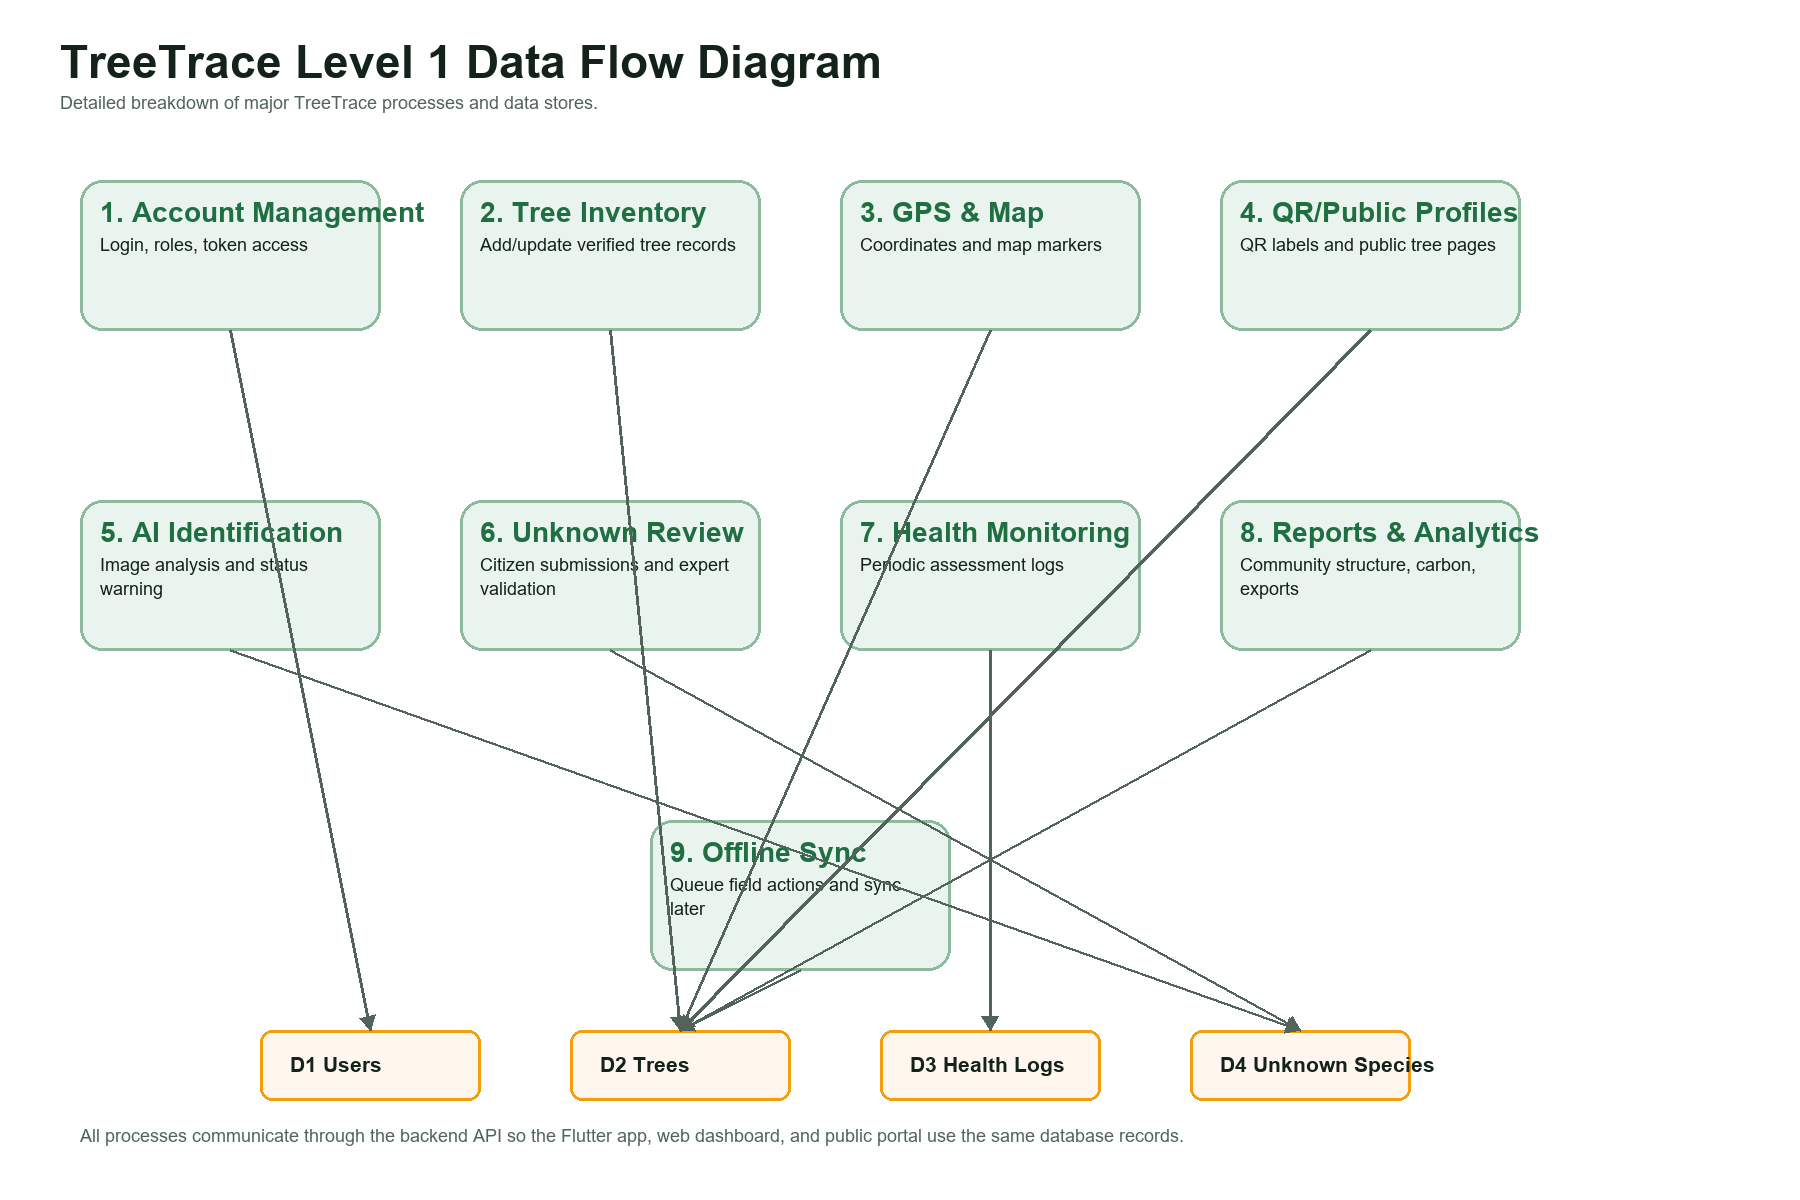 TreeTrace Level 1 Data Flow Diagram
Detailed breakdown of major TreeTrace processes and data stores.
1. Account Management
Login, roles, token access
2. Tree Inventory
Add/update verified tree records
3. GPS & Map
Coordinates and map markers
4. QR/Public Profiles
QR labels and public tree pages
5. AI Identification
Image analysis and status
warning
6. Unknown Review
Citizen submissions and expert
validation
7. Health Monitoring
Periodic assessment logs
8. Reports & Analytics
Community structure, carbon,
exports
9. Offline Sync
Queue field actions and sync
later
D1 Users
D2 Trees
D3 Health Logs
D4 Unknown Species
All processes communicate through the backend API so the Flutter app, web dashboard, and public portal use the same database records.